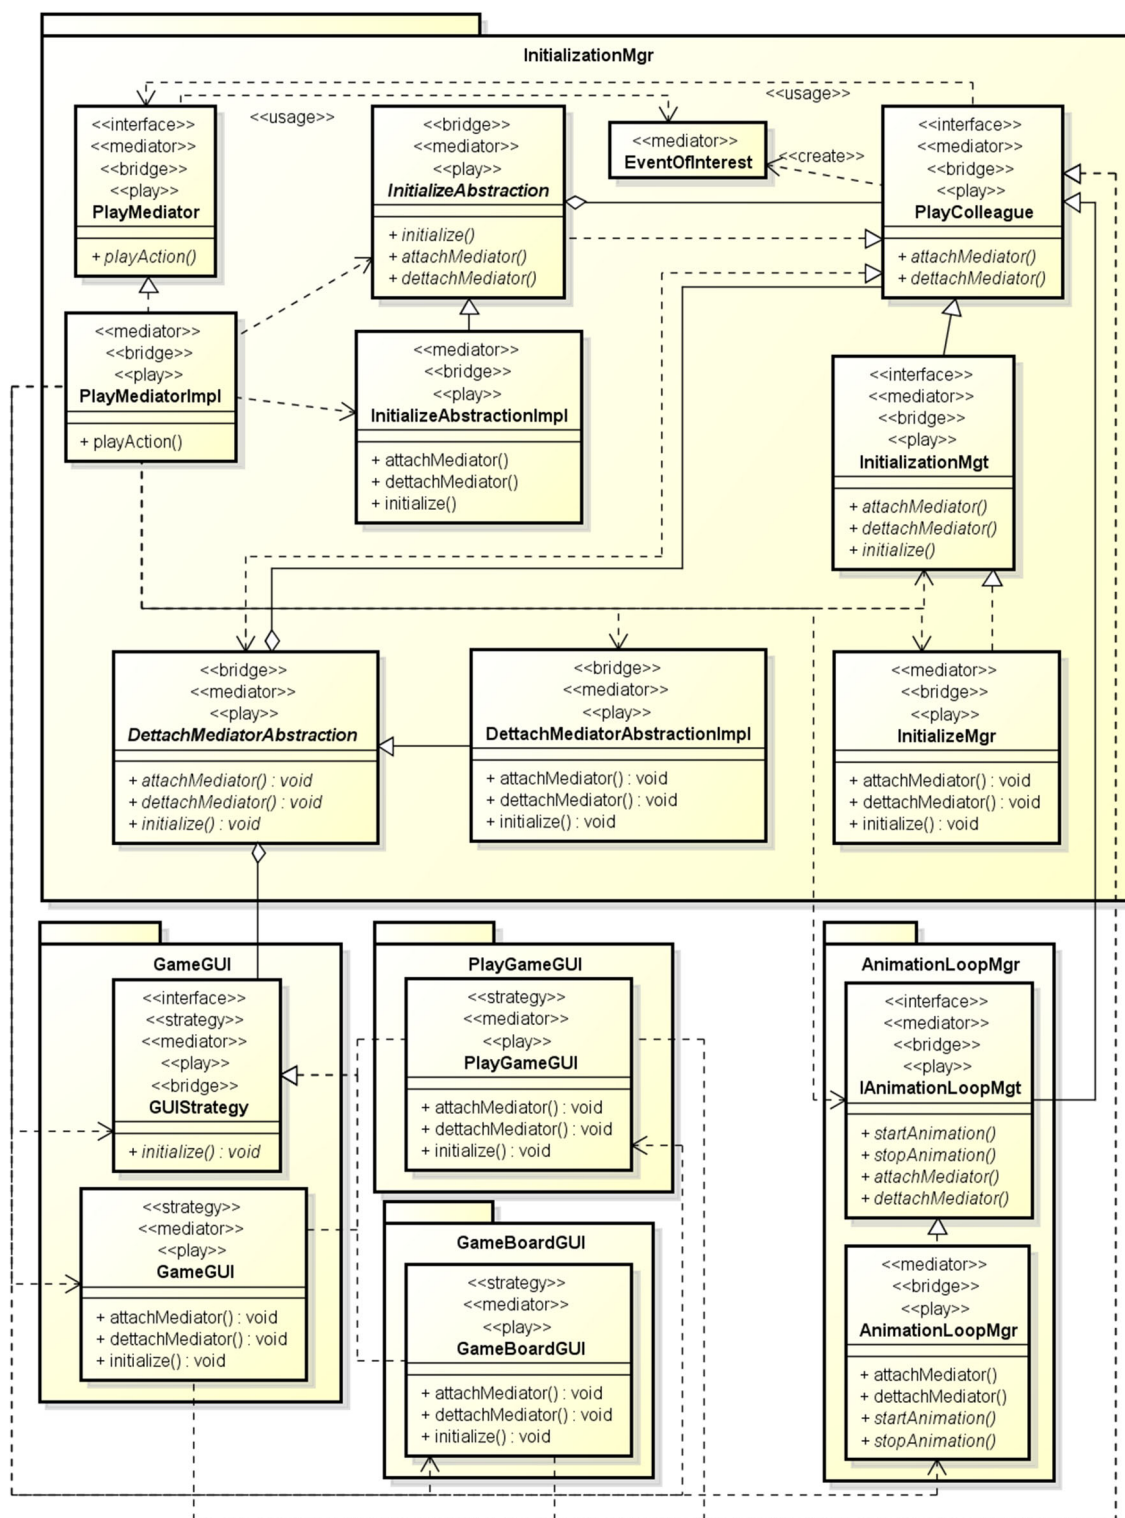 InitializationMgr
<<usage>>
<<usage>>
<<interface>>
<<mediator>>
<<bridge>>
<<play>>
PlayMediator
+ playAction()
<<bridge>>
<<mediator>>
<<play>>
InitializeAbstraction
+ initialize()
+ attachMediator()
+ dettachMediator()
<<mediator>>
EventOfInterest
<<create>>
<<interface>>
<<mediator>>
<<bridge>>
<<play>>
PlayColleague
+ attachMediator()
+ dettachMediator()
<<mediator>>
<<bridge>>
<<play>>
PlayMediatorImpl
+ playAction()
<<mediator>>
<<bridge>>
<<play>>
InitializeAbstractionImpl
+ attachMediator()
+ dettachMediator()
+ initialize()
<<interface>>
<<mediator>>
<<bridge>>
<<play>>
InitializationMgt
+ attachMediator()
+ dettachMediator()
+ initialize()
<<bridge>>
<<mediator>>
<<play>>
DettachMediatorAbstraction
+ attachMediator() : void
+ dettachMediator() : void
+ initialize() : void
<<bridge>>
<<mediator>>
<<play>>
DettachMediatorAbstractionImpl
+ attachMediator() : void
+ dettachMediator() : void
+ initialize() : void
<<mediator>>
<<bridge>>
<<play>>
InitializeMgr
+ attachMediator() : void
+ dettachMediator() : void
+ initialize() : void
GameGUI
<<interface>>
<<strategy>>
<<mediator>>
<<play>>
<<bridge>>
GUIStrategy
+ initialize() : void
<<strategy>>
<<mediator>>
<<play>>
GameGUI
+ attachMediator() : void
+ dettachMediator() : void
+ initialize() : void
PlayGameGUI
<<strategy>>
<<mediator>>
<<play>>
PlayGameGUI
+ attachMediator() : void
+ dettachMediator() : void
+ initialize() : void
GameBoardGUI
<<strategy>>
<<mediator>>
<<play>>
GameBoardGUI
+ attachMediator() : void
+ dettachMediator() : void
+ initialize() : void
AnimationLoopMgr
<<interface>>
<<mediator>>
<<bridge>>
<<play>>
IAnimationLoopMgt
+ startAnimation()
+ stopAnimation()
+ attachMediator()
+ dettachMediator()
<<mediator>>
<<bridge>>
<<play>>
AnimationLoopMgr
+ attachMediator()
+ dettachMediator()
+ startAnimation()
+ stopAnimation()